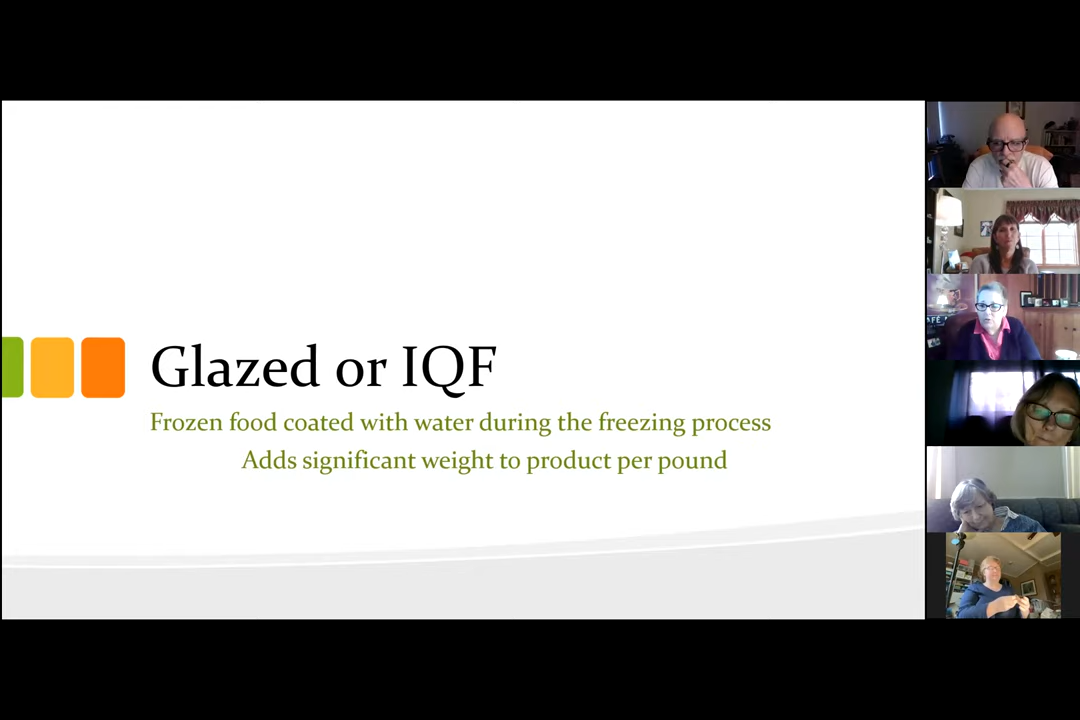 Glazed or IQF
Frozen food coated with water during the freezing process
Adds significant weight to product per pound